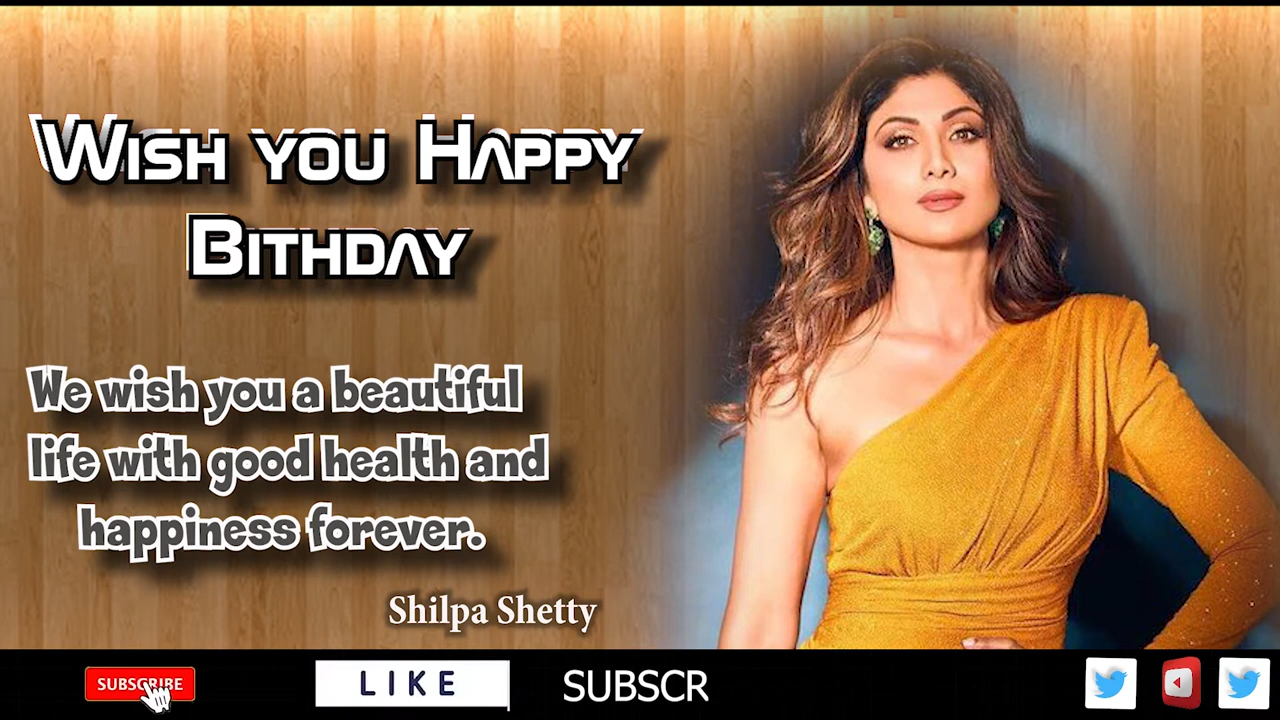 Wish you Happy
Bithday
We wish you a beautiful
life with good health and
happiness forever.
Shilpa Shetty
SUBSCRIBE
LIKE
SUBSCR